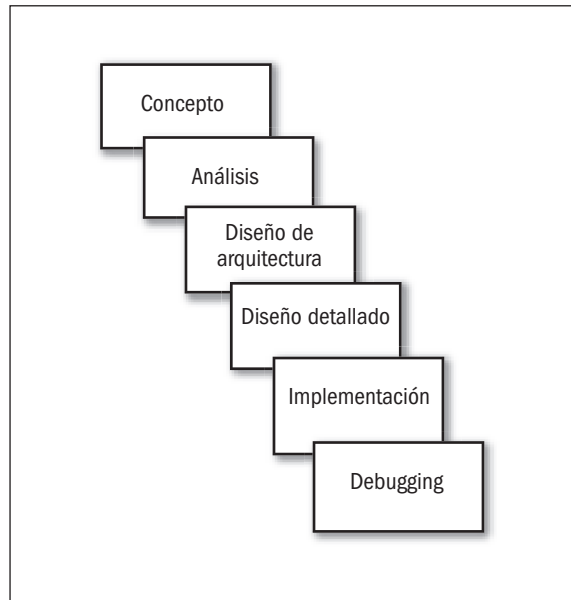 Concepto
Análisis
Diseño de
arquitectura
Diseño detallado
Implementación
Debugging